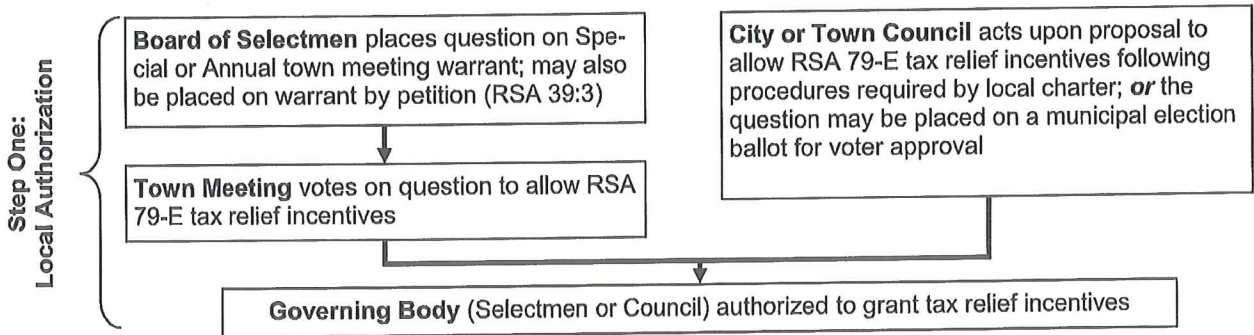 Step One:
Local Authorization
Board of Selectmen places question on Spe-
cial or Annual town meeting warrant; may also
be placed on warrant by petition (RSA 39:3)
Town Meeting votes on question to allow RSA
79-E tax relief incentives
City or Town Council acts upon proposal to
allow RSA 79-E tax relief incentives following
procedures required by local charter; or the
question may be placed on a municipal election
ballot for voter approval
Governing Body (Selectmen or Council) authorized to grant tax relief incentives